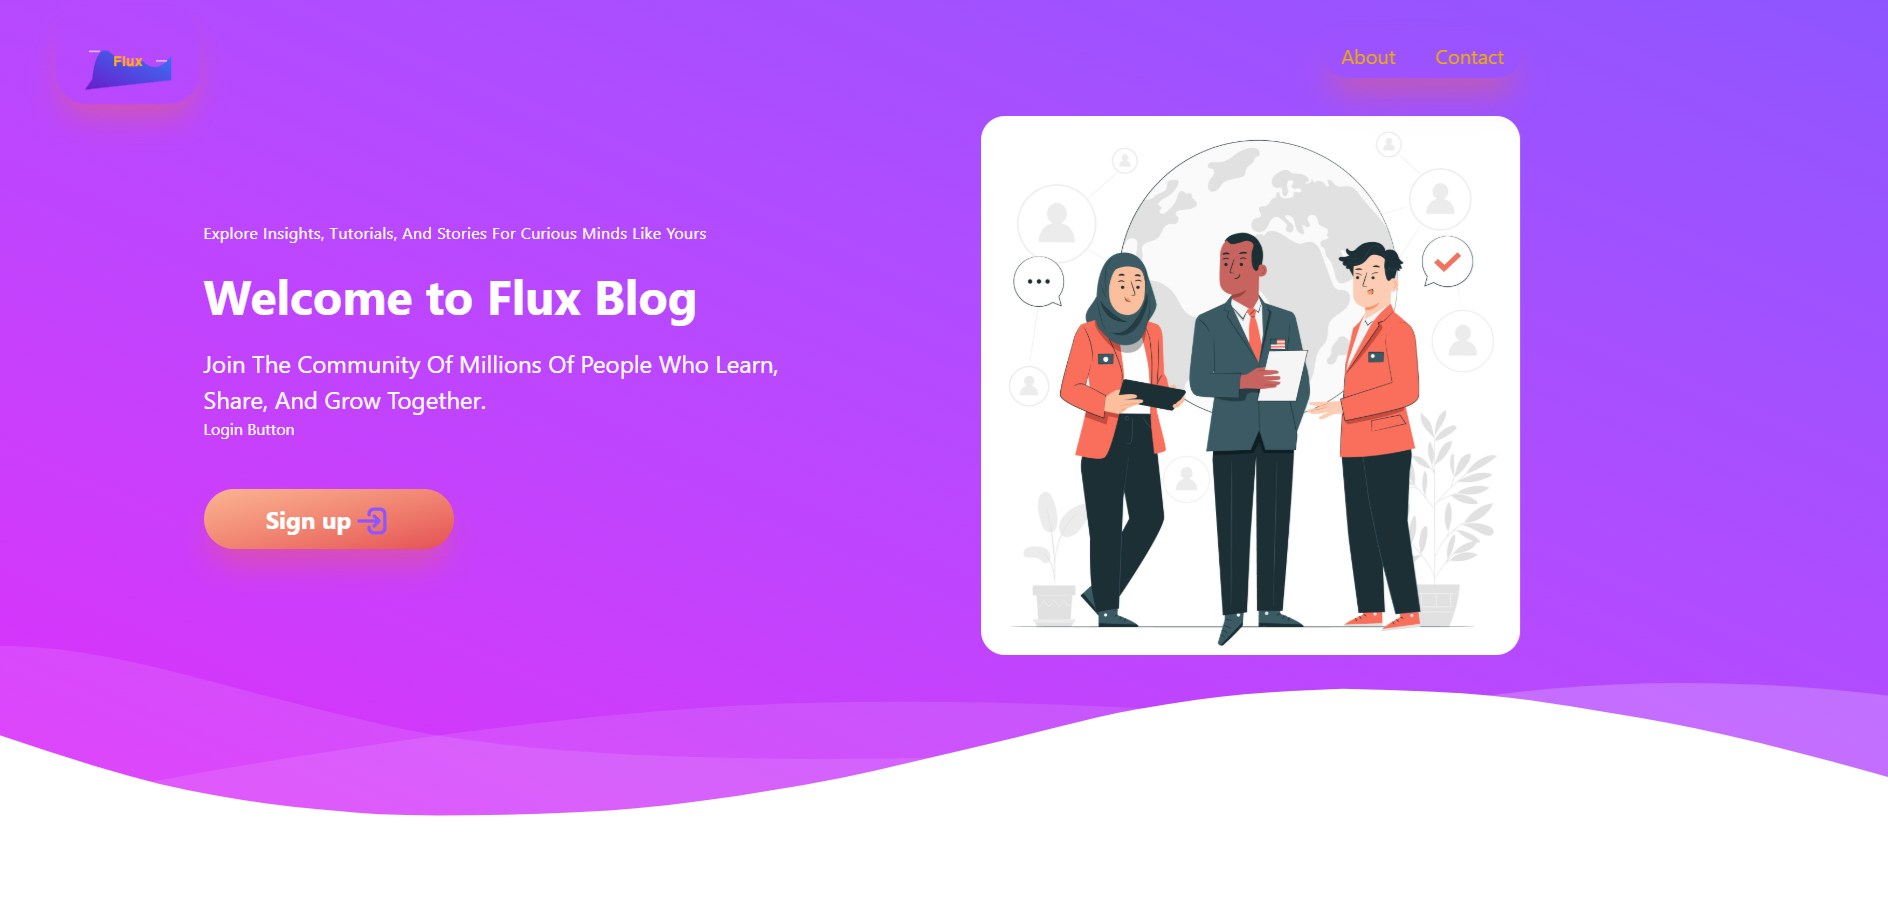 Flux
About
Contact
Explore Insights, Tutorials, And Stories For Curious Minds Like Yours
Welcome to Flux Blog
Join The Community Of Millions Of People Who Learn,
Share, And Grow Together.
Login Button
Sign up